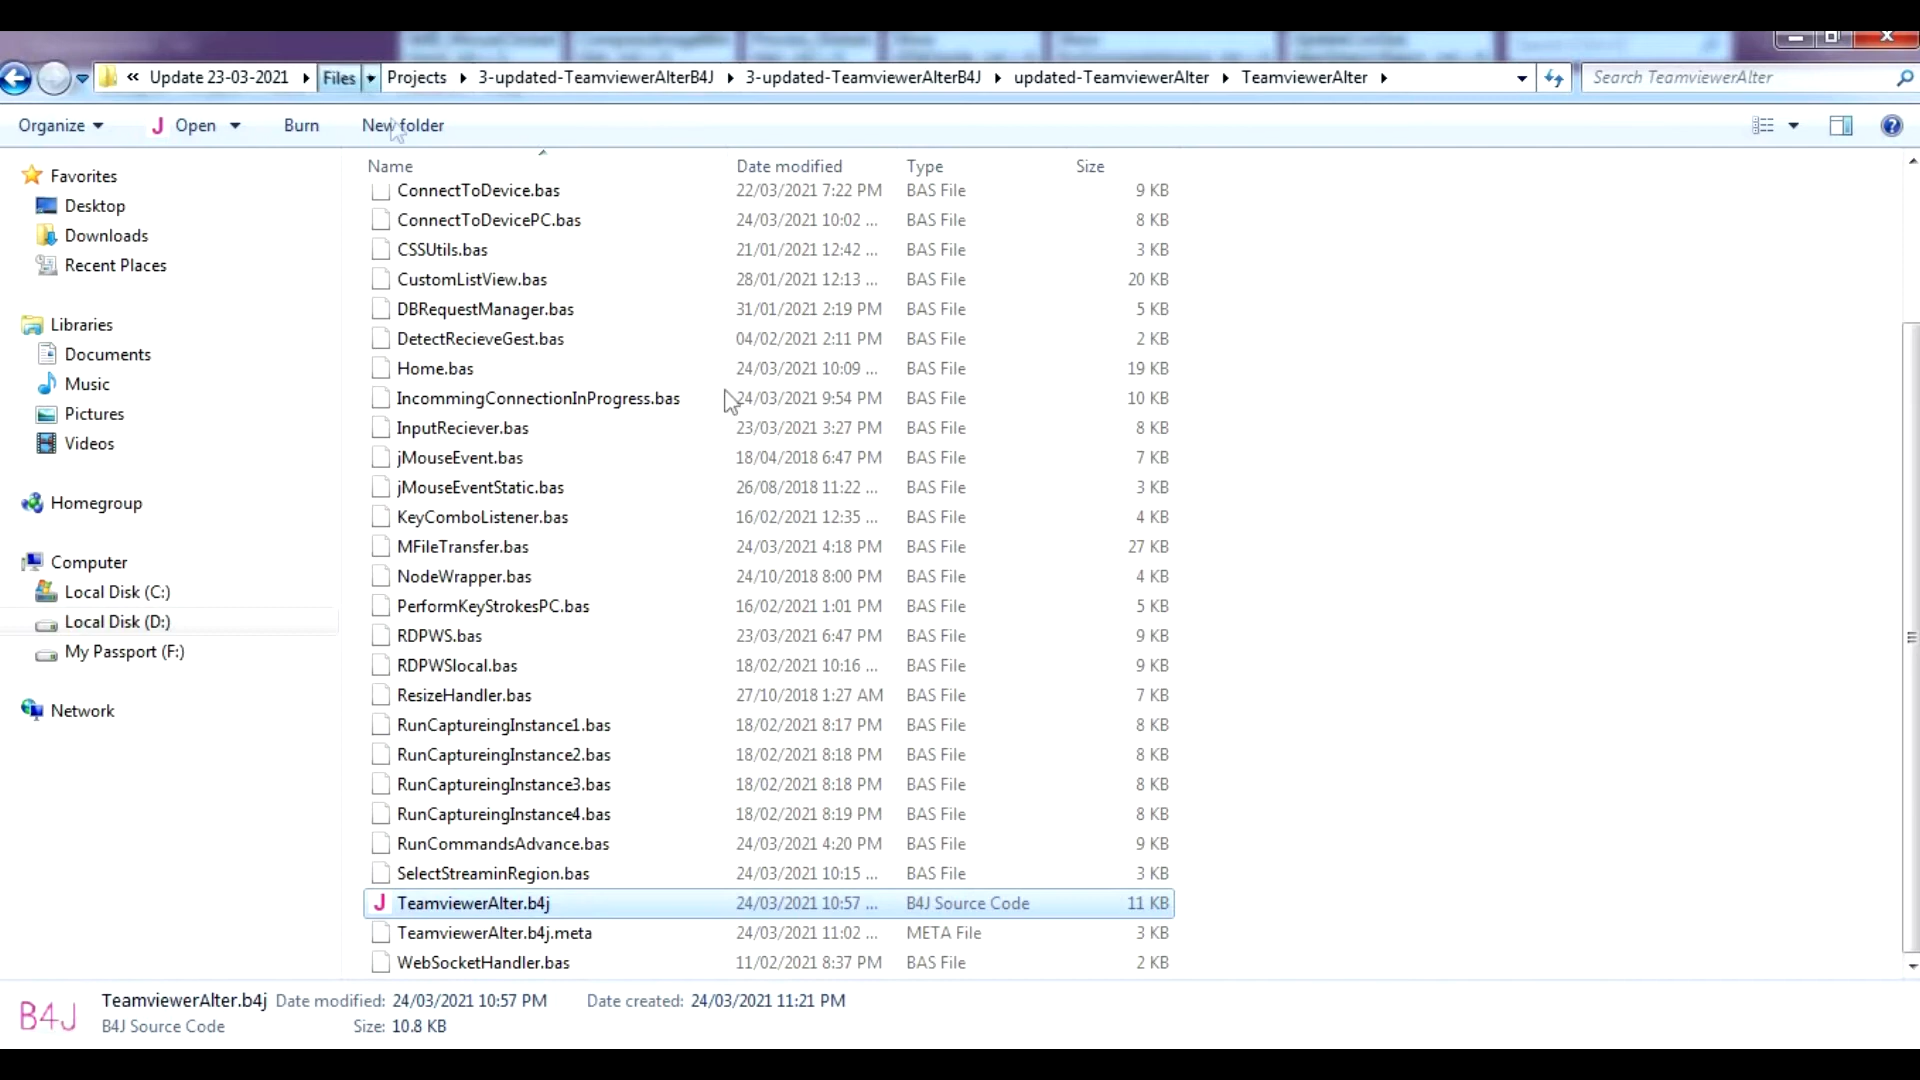 « Update 23-03-2021 Files Projects 3-updated-TeamviewerAlterB4J 3-updated-TeamviewerAlterB4J updated-TeamviewerAlter TeamviewerAlter Search TeamviewerAlter
Organize Open Burn New folder
Name Date modified Type Size
Favorites
Desktop
Downloads
Recent Places
Libraries
Documents
Music
Pictures
Videos
Homegroup
Computer
Local Disk (C:)
Local Disk (D:)
My Passport (F:)
Network
ConnectToDevice.bas 22/03/2021 7:22 PM BAS File 9 KB
ConnectToDevicePC.bas 24/03/2021 10:02 ... BAS File 8 KB
CSSUtils.bas 21/01/2021 12:42 ... BAS File 3 KB
CustomListView.bas 28/01/2021 12:13 ... BAS File 20 KB
DBRequestManager.bas 31/01/2021 2:19 PM BAS File 5 KB
DetectRecieveGest.bas 04/02/2021 2:11 PM BAS File 2 KB
Home.bas 24/03/2021 10:09 ... BAS File 19 KB
IncommingConnectionInProgress.bas 24/03/2021 9:54 PM BAS File 10 KB
InputReciever.bas 23/03/2021 3:27 PM BAS File 8 KB
jMouseEvent.bas 18/04/2018 6:47 PM BAS File 7 KB
jMouseEventStatic.bas 26/08/2018 11:22 ... BAS File 3 KB
KeyComboListener.bas 16/02/2021 12:35 ... BAS File 4 KB
MFileTransfer.bas 24/03/2021 4:18 PM BAS File 27 KB
NodeWrapper.bas 24/10/2018 8:00 PM BAS File 4 KB
PerformKeyStrokesPC.bas 16/02/2021 1:01 PM BAS File 5 KB
RDPWS.bas 23/03/2021 6:47 PM BAS File 9 KB
RDPWSlocal.bas 18/02/2021 10:16 ... BAS File 9 KB
ResizeHandler.bas 27/10/2018 1:27 AM BAS File 7 KB
RunCaptureingInstance1.bas 18/02/2021 8:17 PM BAS File 8 KB
RunCaptureingInstance2.bas 18/02/2021 8:18 PM BAS File 8 KB
RunCaptureingInstance3.bas 18/02/2021 8:18 PM BAS File 8 KB
RunCaptureingInstance4.bas 18/02/2021 8:19 PM BAS File 8 KB
RunCommandsAdvance.bas 24/03/2021 4:20 PM BAS File 9 KB
SelectStreaminRegion.bas 24/03/2021 10:15 ... BAS File 3 KB
TeamviewerAlter.b4j 24/03/2021 10:57 ... B4J Source Code 11 KB
TeamviewerAlter.b4j.meta 24/03/2021 11:02 ... META File 3 KB
WebSocketHandler.bas 11/02/2021 8:37 PM BAS File 2 KB
B4J
TeamviewerAlter.b4j Date modified: 24/03/2021 10:57 PM Date created: 24/03/2021 11:21 PM
B4J Source Code Size: 10.8 KB